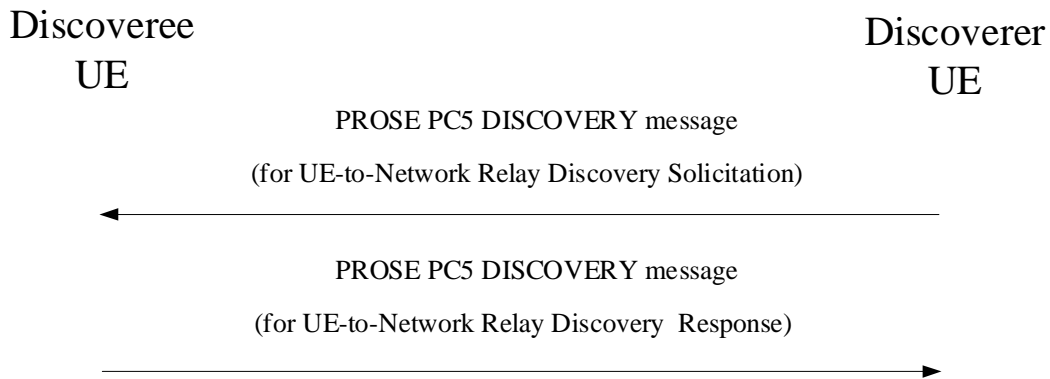 Discoveree
UE
Discoverer
UE
PROSE PC5 DISCOVERY message
(for UE-to-Network Relay Discovery Solicitation)
PROSE PC5 DISCOVERY message
(for UE-to-Network Relay Discovery Response)